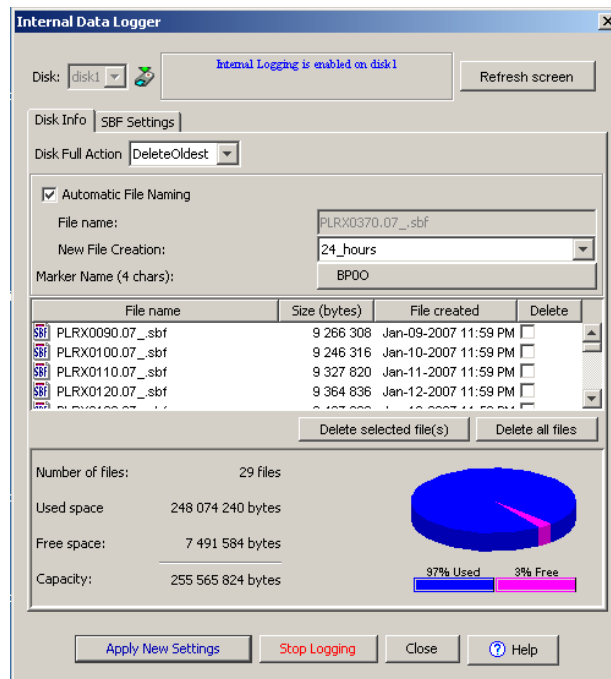 Internal Data Logger
Disk: disk1
Internal Logging is enabled on disk1
Refresh screen
Disk Info SBF Settings
Disk Full Action DeleteOldest
Automatic File Naming
File name: PLRX0370.07_.sbf
New File Creation: 24_hours
Marker Name (4 chars): BP0O
File name Size (bytes) File created Delete
SBF PLRX0090.07_.sbf 9 266 308 Jan-09-2007 11:59 PM
SBF PLRX0100.07_.sbf 9 246 316 Jan-10-2007 11:59 PM
SBF PLRX0110.07_.sbf 9 327 820 Jan-11-2007 11:59 PM
SBF PLRX0120.07_.sbf 9 364 836 Jan-12-2007 11:59 PM
Delete selected file(s) Delete all files
Number of files: 29 files
Used space 248 074 240 bytes
Free space: 7 491 584 bytes
Capacity: 255 565 824 bytes
97% Used 3% Free
Apply New Settings Stop Logging Close ? Help